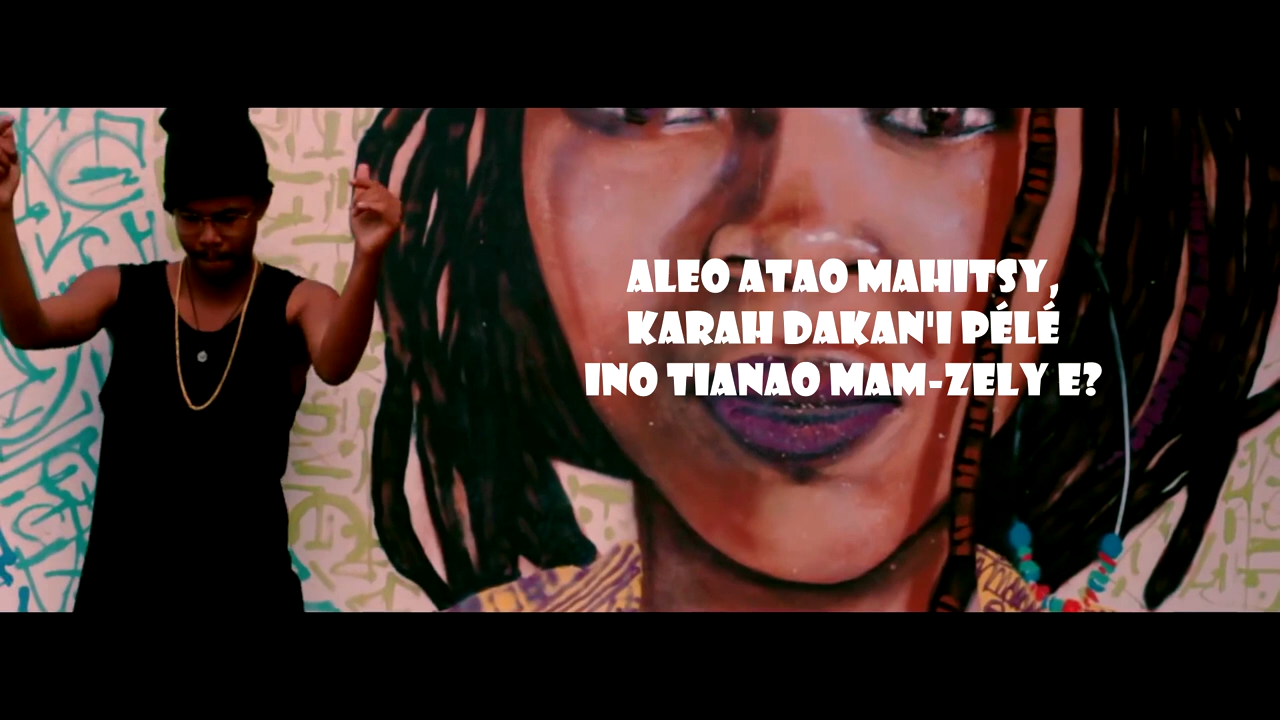 ALEO ATAO MAHITSY,
KARAH DAKAN'I PÉLÉ
INO TIANAO MAM-ZELY E?